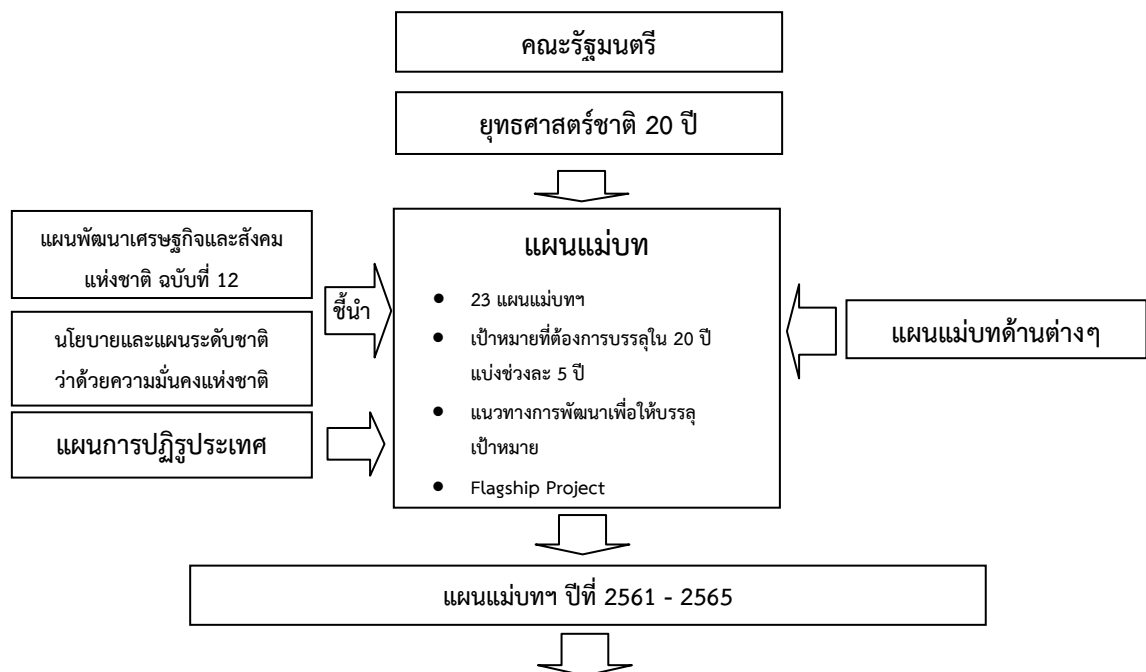 คณะรัฐมนตรี
ยุทธศาสตร์ชาติ 20 ปี
แผนพัฒนาเศรษฐกิจและสังคม
แห่งชาติ ฉบับที่ 12
นโยบายและแผนระดับชาติ
ว่าด้วยความมั่นคงแห่งชาติ
แผนการปฏิรูประเทศ
ชี้นำ
แผนแม่บท
● 23 แผนแม่บทฯ
● เป้าหมายที่ต้องการบรรลุใน 20 ปี
แบ่งช่วงละ 5 ปี
● แนวทางการพัฒนาเพื่อให้บรรลุ
เป้าหมาย
● Flagship Project
แผนแม่บทด้านต่างๆ
แผนแม่บทฯ ปีที่ 2561 - 2565